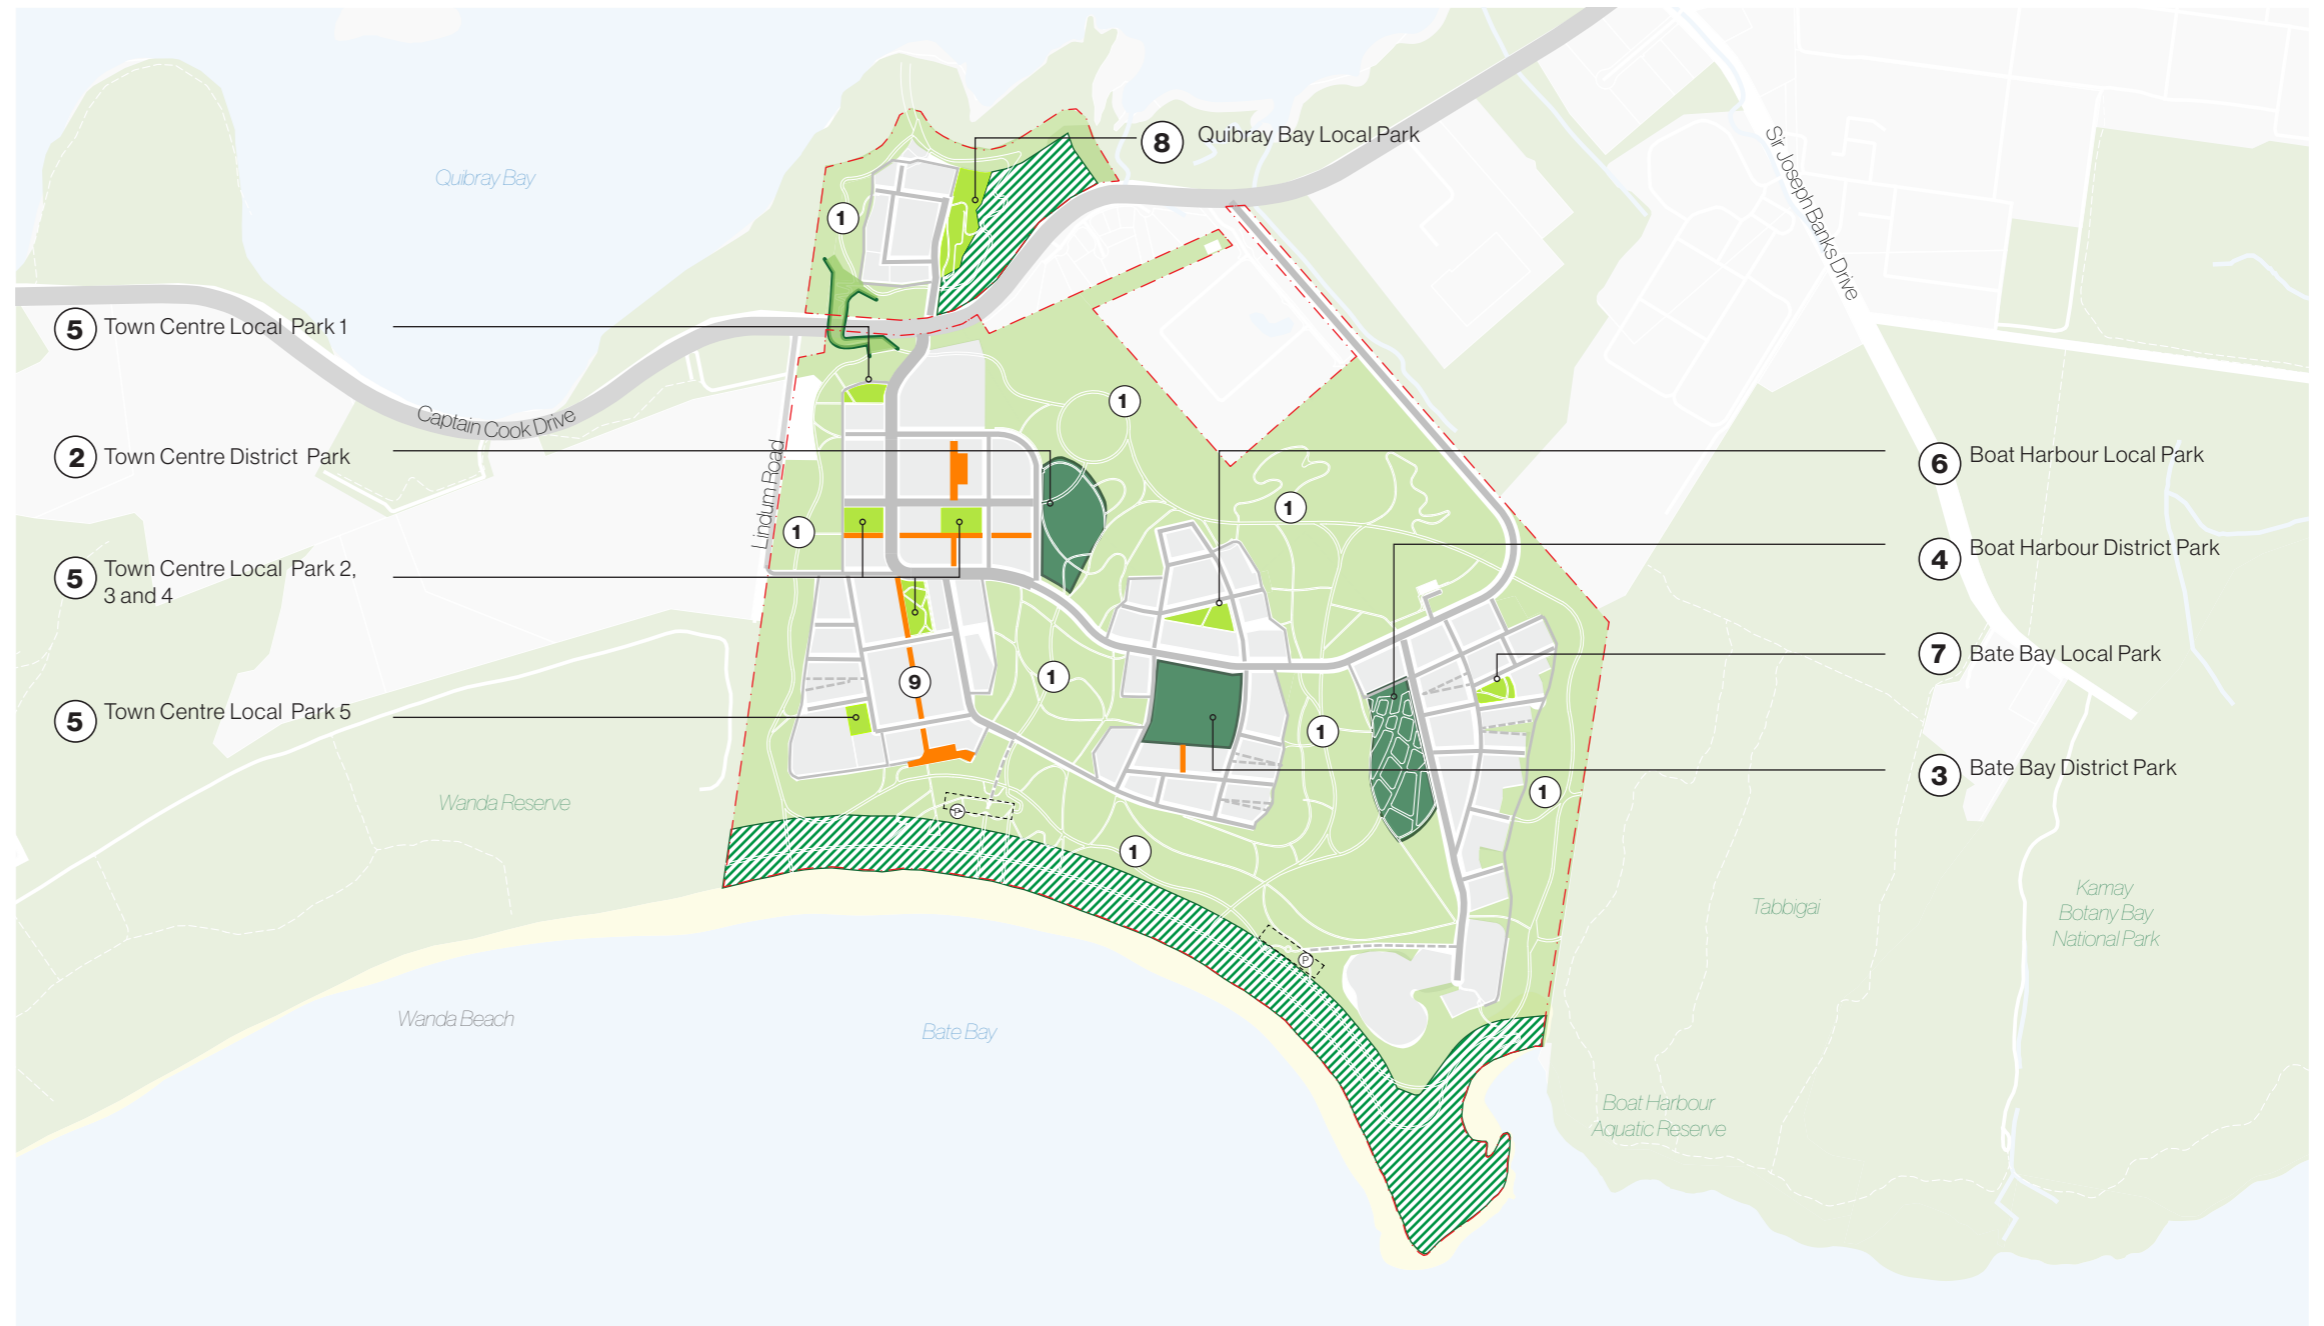 8 Quibray Bay Local Park
Quibray Bay
Sir Joseph Banks Drive
1
5 Town Centre Local Park 1
Captain Cook Drive
1
2 Town Centre District Park
6 Boat Harbour Local Park
Lindum Road
1
1
4 Boat Harbour District Park
5 Town Centre Local Park 2,
3 and 4
7 Bate Bay Local Park
1
9
5 Town Centre Local Park 5
1
3 Bate Bay District Park
1
Wanda Reserve
P
1
Kamay
Botany Bay
National Park
Tabbigai
P
Wanda Beach
Bate Bay
Boat Harbour
Aquatic Reserve